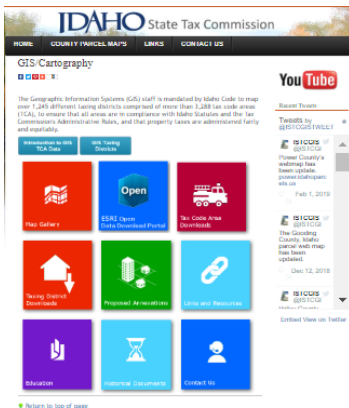 IDAHO State Tax Commission
HOME COUNTY PARCEL MAPS LINKS CONTACT US
GIS/Cartography
You Tube
The Geographic Information Systems (GIS) staff is mandated by Idaho Code to map
over 1,245 different taxing districts comprised of more than 3,288 tax code areas
(TCA), to ensure that all areas are in compliance with Idaho Statutes and the Tax
Commission's Administrative Rules, and that property taxes are administered fairly
and equitably.
Introduction to GIS
TCA Data
GIS Taxing
Districts
Recent Tweets
Tweets by
@ISTCGISTWEET
ISTCGIS
@ISTCGI
Power County's
webmap has
been update.
Feb 1, 2019
ISTCGIS
@ISTCGI
The Gooding
County, Idaho
parcel web map
has been
updated.
Dec 12, 2018
ISTCGIS
@ISTCGI
Embed View on Twitter
Map Gallery
Open
ESRI Open
Data Download Portal
Tax Code Area
Downloads
Taxing District
Downloads
Proposed Annexations
Links and Resources
Education
Historical Documents
Contact Us
Return to top of page